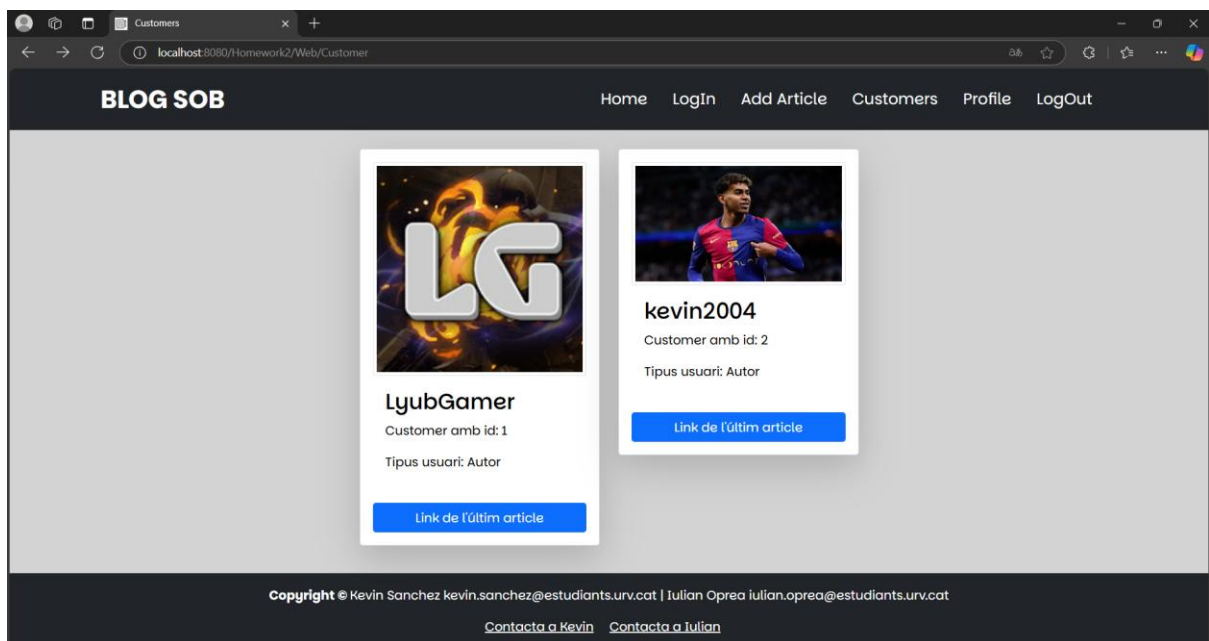 Customers
localhost:8080/Homework2/Web/Customer
BLOG SOB
Home LogIn Add Article Customers Profile LogOut
LG
LyubGamer
Customer amb id: 1
Tipus usuari: Autor
Link de l'últim article
kevin2004
Customer amb id: 2
Tipus usuari: Autor
Link de l'últim article
Copyright © Kevin Sanchez kevin.sanchez@estudiants.urv.cat | Iulian Oprea iulian.oprea@estudiants.urv.cat
Contacta a Kevin Contacta a Iulian